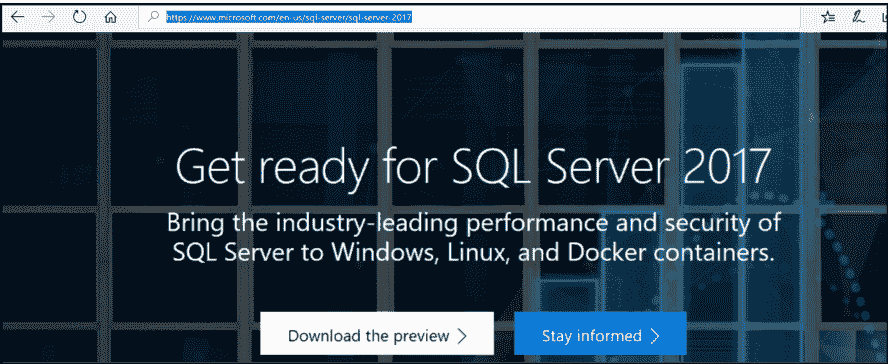 https://www.microsoft.com/en-us/sql-server/sql-server-2017
Get ready for SQL Server 2017
Bring the industry-leading performance and security of
SQL Server to Windows, Linux, and Docker containers.
Download the preview
Stay informed